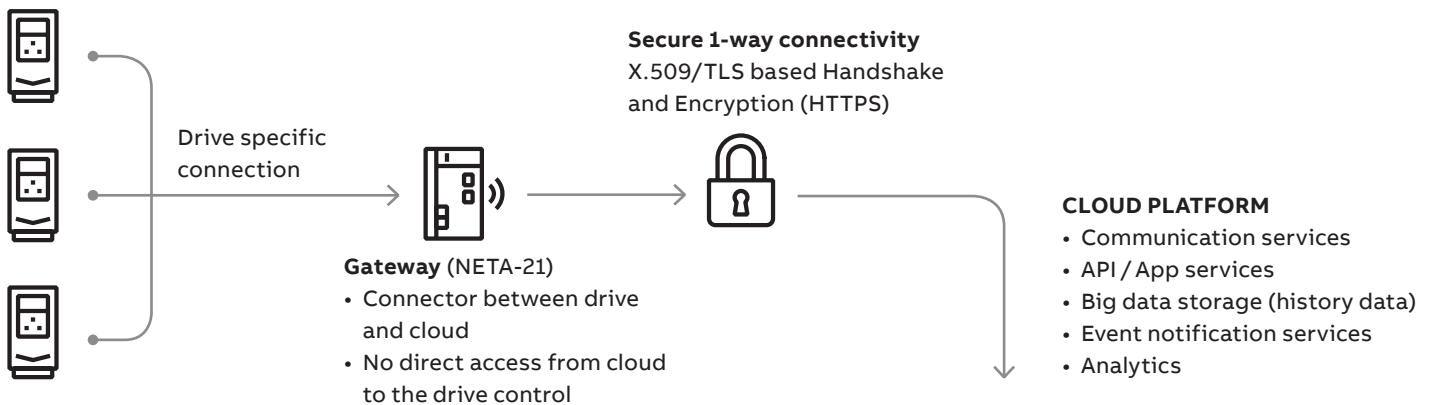 Drive specific
connection
Gateway (NETA-21)
• Connector between drive
and cloud
• No direct access from cloud
to the drive control
Secure 1-way connectivity
X.509/TLS based Handshake
and Encryption (HTTPS)
CLOUD PLATFORM
• Communication services
• API / App services
• Big data storage (history data)
• Event notification services
• Analytics